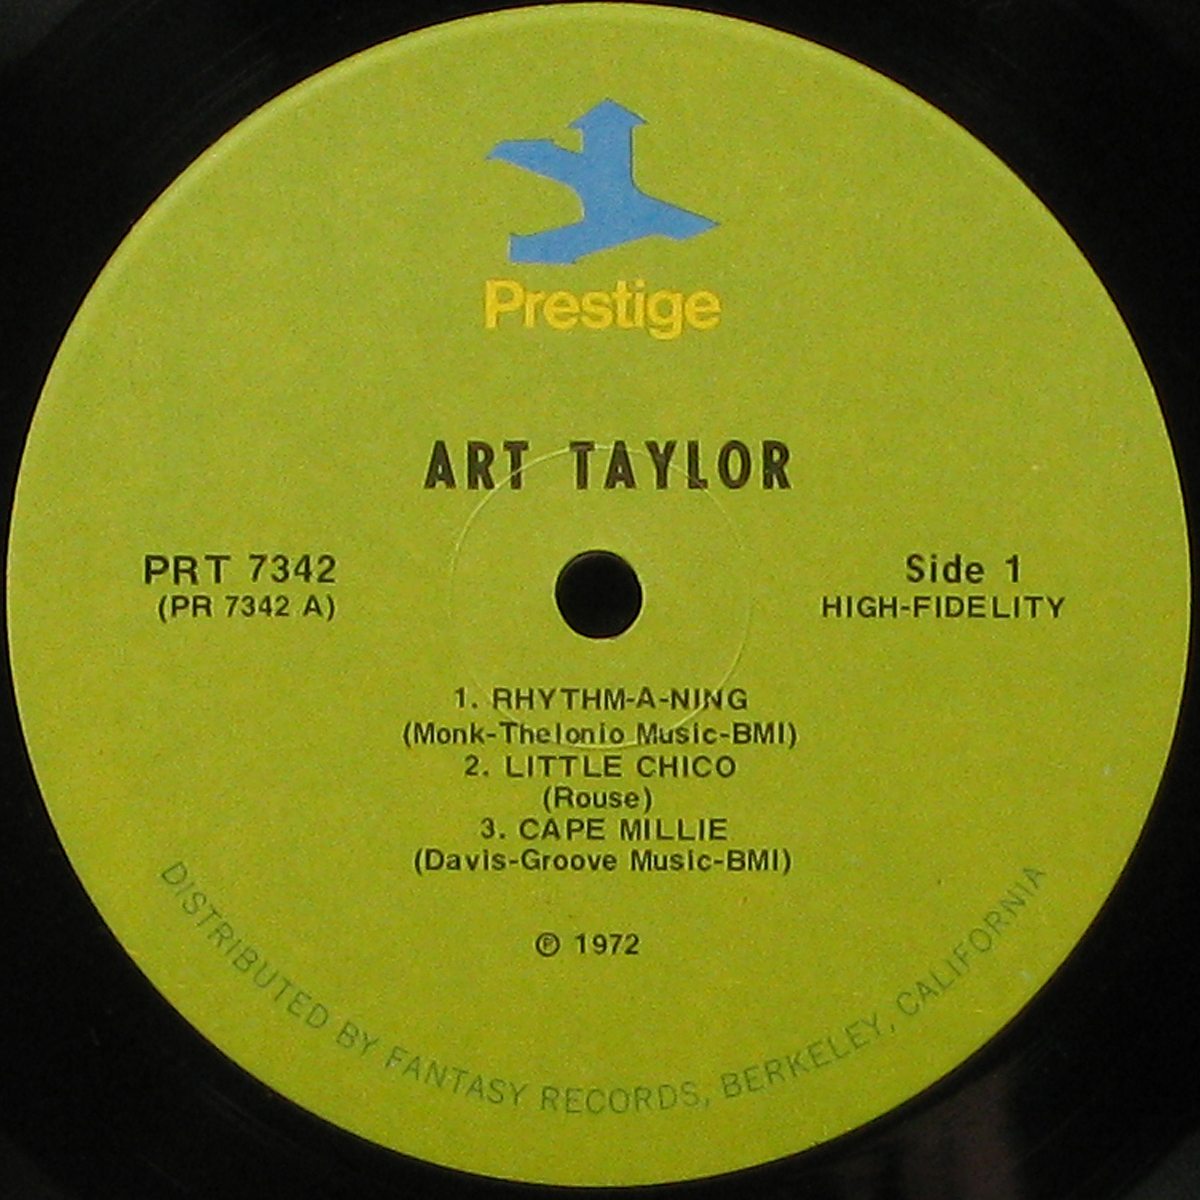 Prestige
ART TAYLOR
PRT 7342
(PR 7342 A)
Side 1
HIGH-FIDELITY
1. RHYTHM-A-NING
(Monk-Thelonio Music-BMI)
2. LITTLE CHICO
(Rouse)
3. CAPE MILLIE
(Davis-Groove Music-BMI)
℗ 1972
DISTRIBUTED BY FANTASY RECORDS, BERKELEY, CALIFORNIA